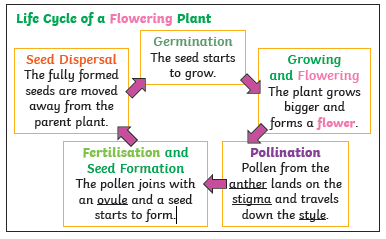 Life Cycle of a Flowering Plant
Germination
The seed starts
to grow.
Growing
and Flowering
The plant grows
bigger and
forms a flower.
Pollination
Pollen from the
anther lands on the
stigma and travels
down the style.
Fertilisation and
Seed Formation
The pollen joins with
an ovule and a seed
starts to form.
Seed Dispersal
The fully formed
seeds are moved
away from the
parent plant.